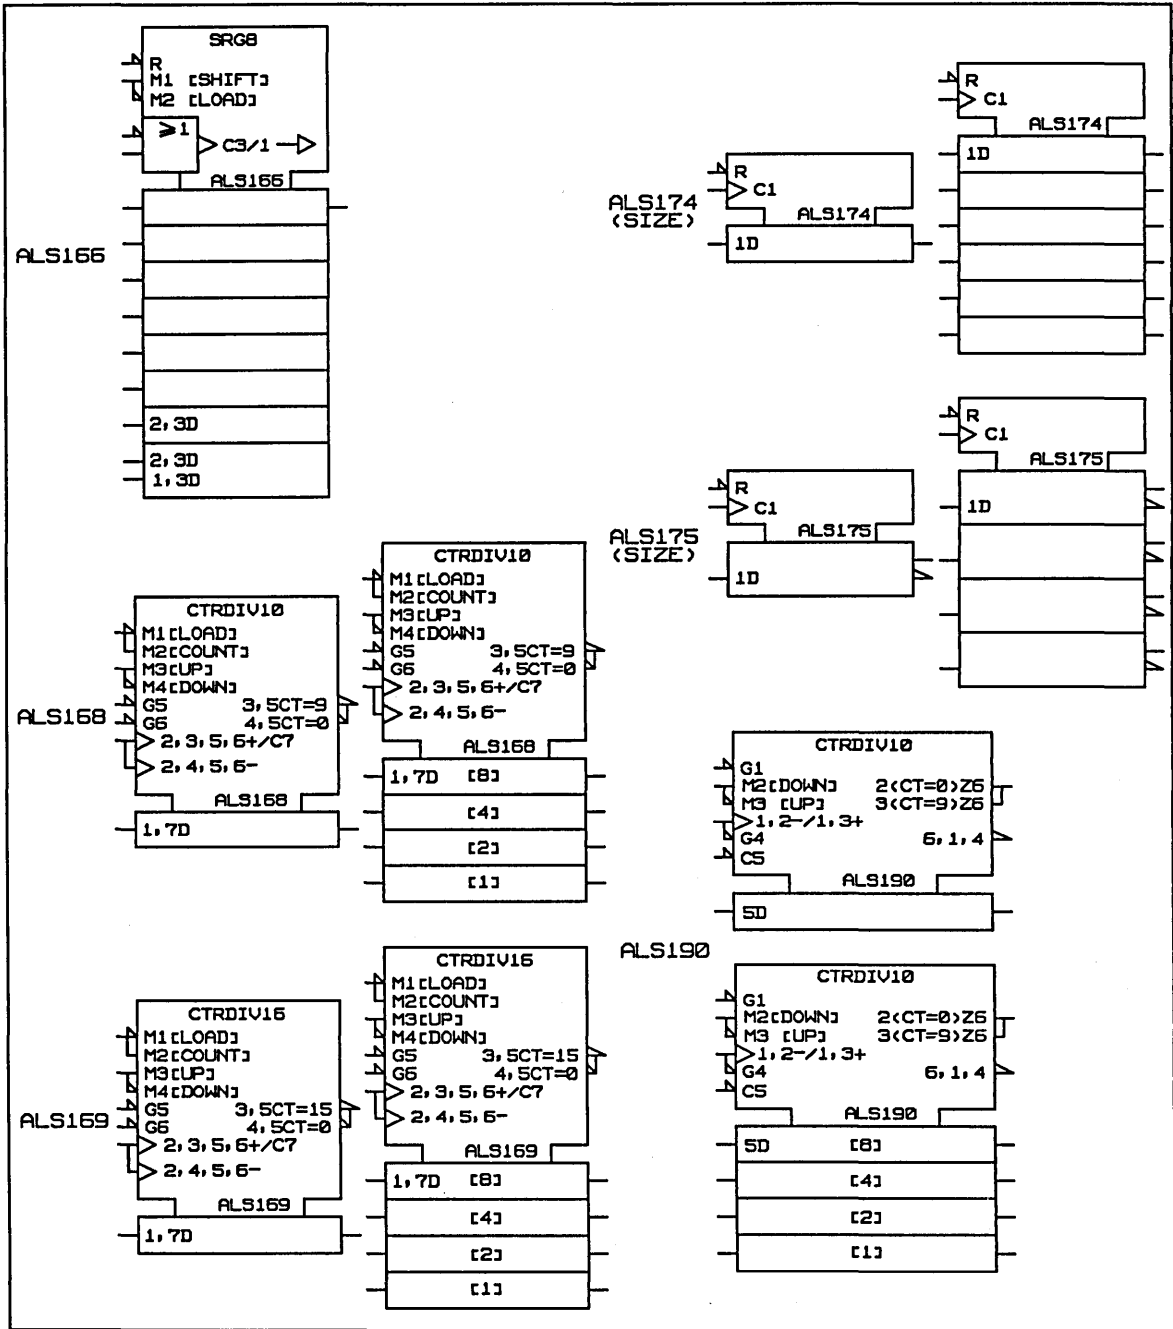 SRG8
R
M1 [SHIFT]
M2 [LOAD]
≥1
C3/1
ALS166
ALS166
2,3D
2,3D
1,3D
R
C1
ALS174
1D
ALS174
(SIZE)
R
C1
ALS174
1D
R
C1
ALS175
1D
ALS175
(SIZE)
R
C1
ALS175
1D
CTRDIV10
M1[LOAD]
M2[COUNT]
M3[UP]
M4[DOWN]
G5 3,5CT=9
G6 4,5CT=0
2,3,5,6+/C7
2,4,5,6-
ALS168
1,7D
ALS168
CTRDIV10
M1[LOAD]
M2[COUNT]
M3[UP]
M4[DOWN]
G5 3,5CT=9
G6 4,5CT=0
2,3,5,6+/C7
2,4,5,6-
ALS168
1,7D [8]
[4]
[2]
[1]
CTRDIV10
G1
M2[DOWN] 2(CT=0)Z6
M3 [UP] 3(CT=9)Z6
1,2-/1,3+
G4 6,1,4
C5
ALS190
5D
ALS190
CTRDIV10
G1
M2[DOWN] 2(CT=0)Z6
M3 [UP] 3(CT=9)Z6
1,2-/1,3+
G4 6,1,4
C5
ALS190
5D [8]
[4]
[2]
[1]
CTRDIV16
M1[LOAD]
M2[COUNT]
M3[UP]
M4[DOWN]
G5 3,5CT=15
G6 4,5CT=0
2,3,5,6+/C7
2,4,5,6-
ALS169
1,7D
ALS169
CTRDIV16
M1[LOAD]
M2[COUNT]
M3[UP]
M4[DOWN]
G5 3,5CT=15
G6 4,5CT=0
2,3,5,6+/C7
2,4,5,6-
ALS169
1,7D [8]
[4]
[2]
[1]